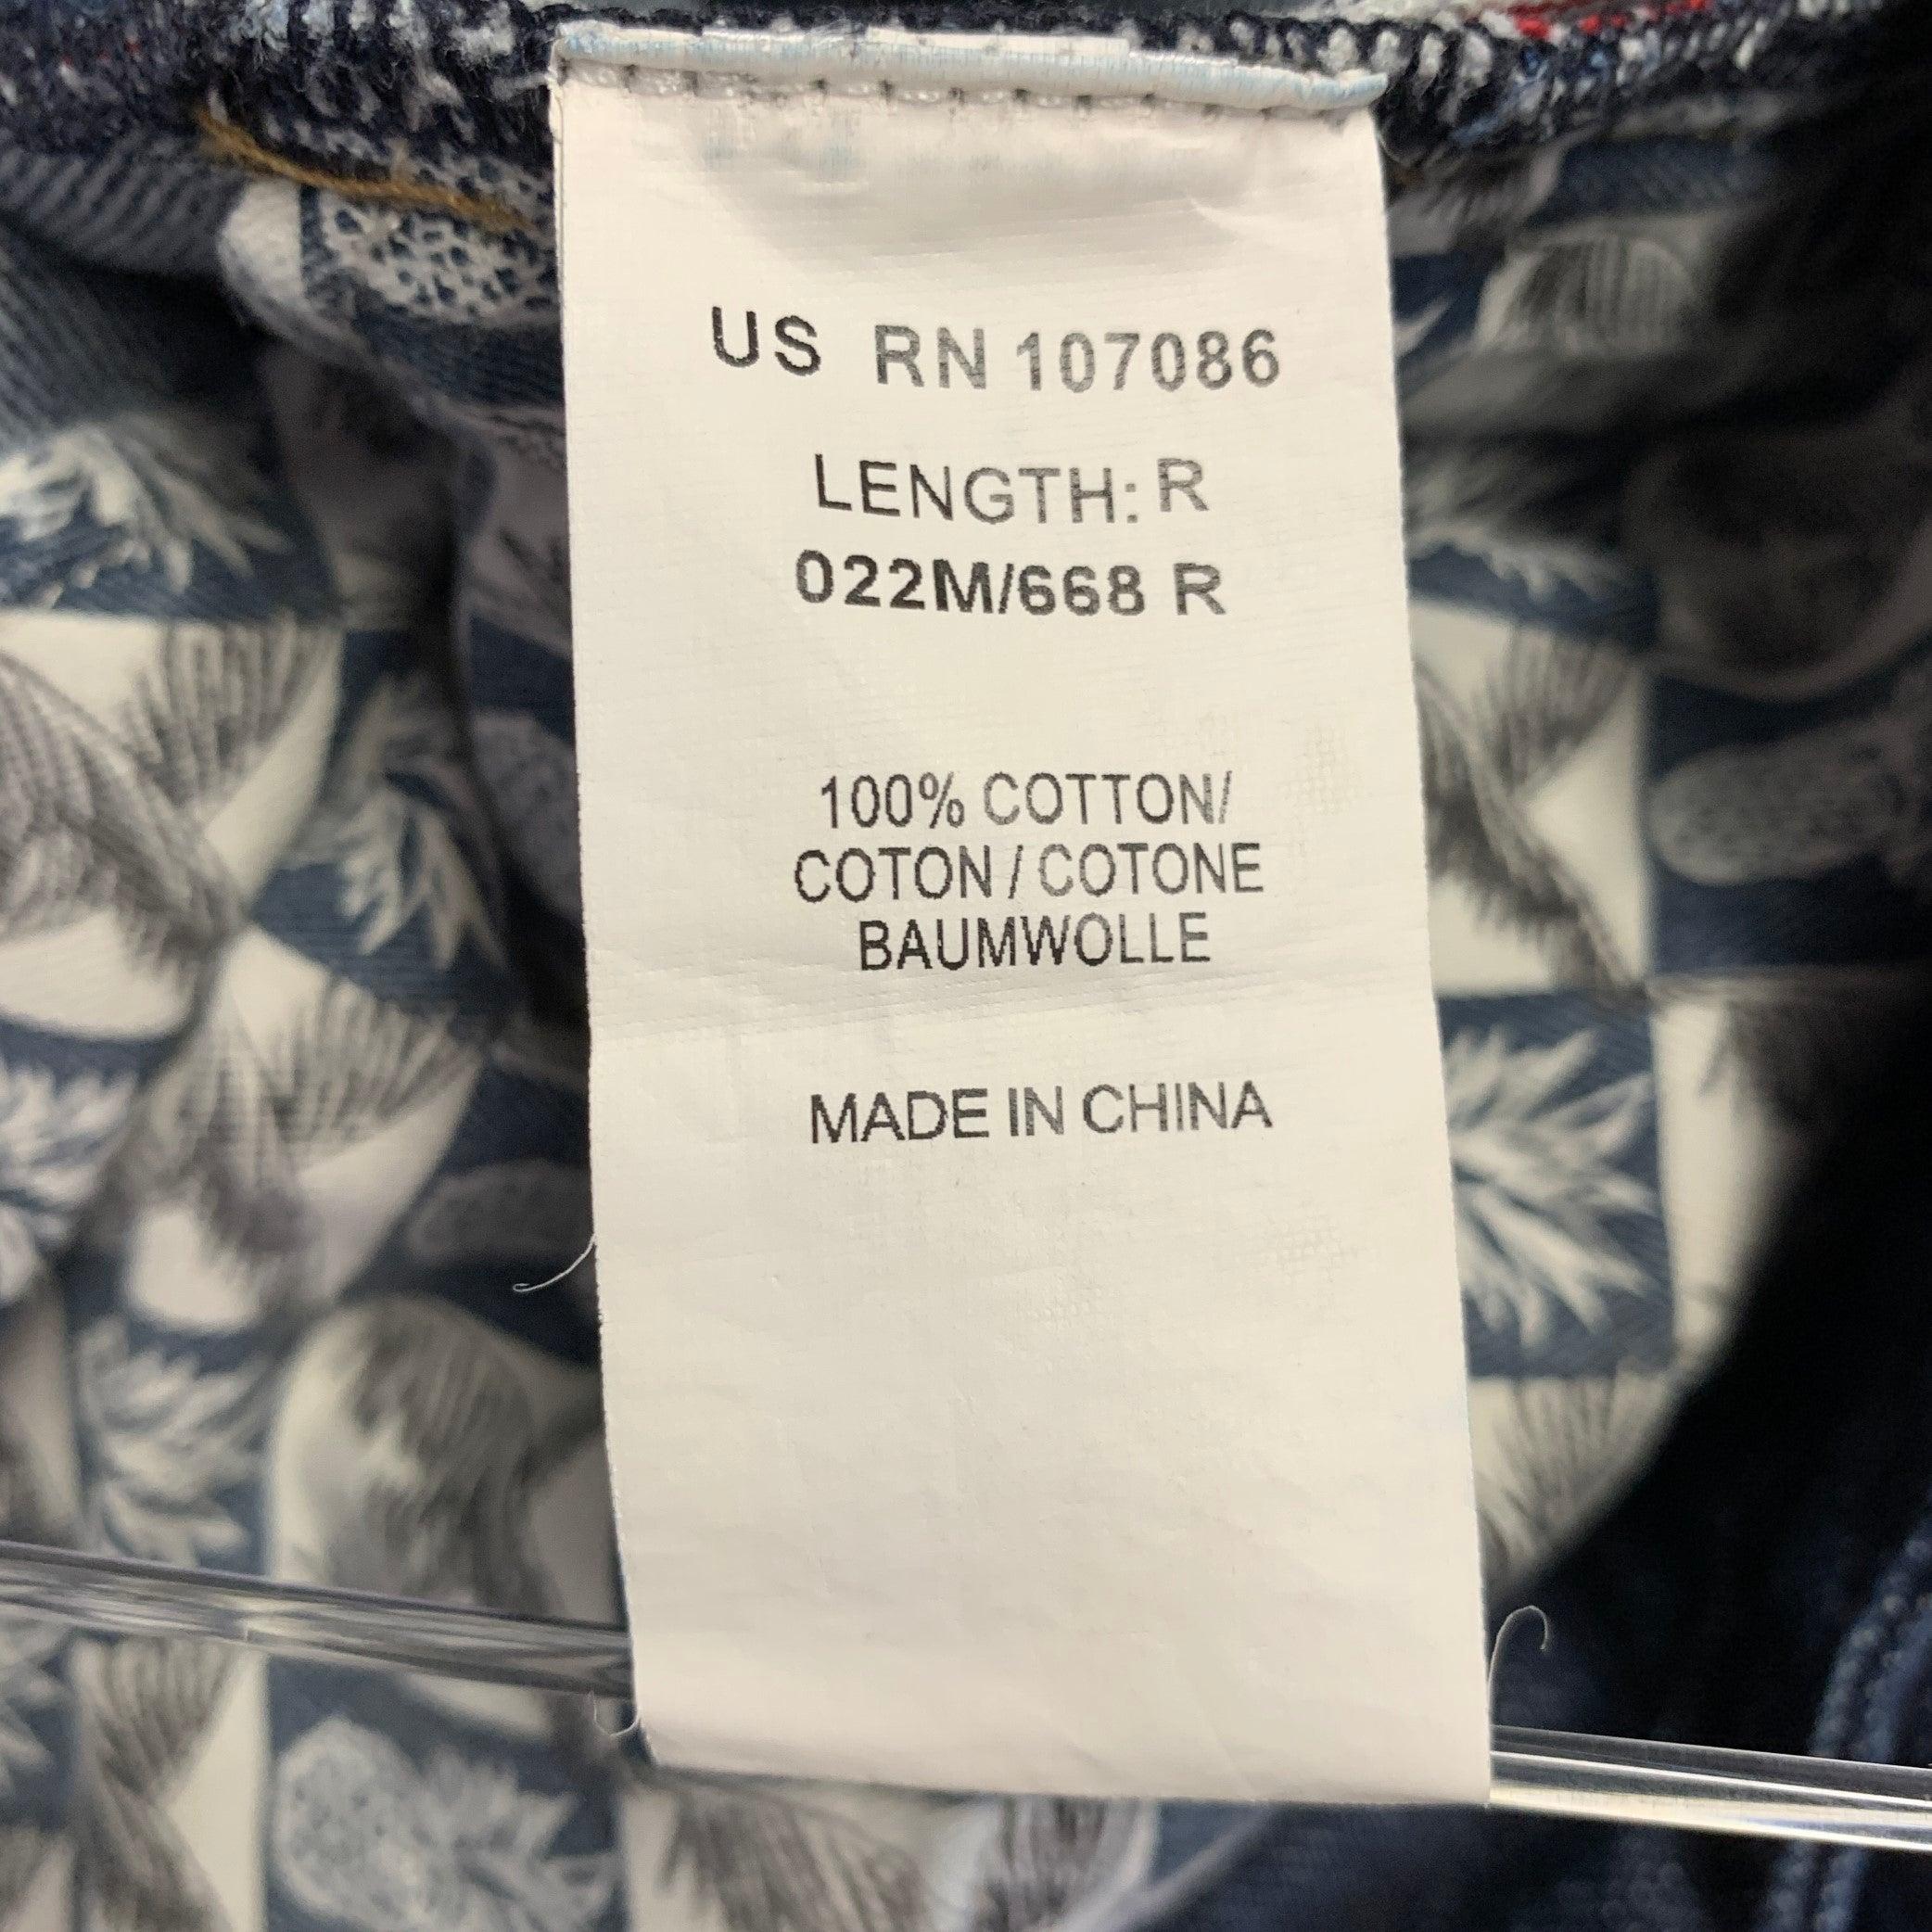 US RN 107086
LENGTH: R
022M/668 R
100% COTTON/
COTON / COTONE
BAUMWOLLE
MADE IN CHINA